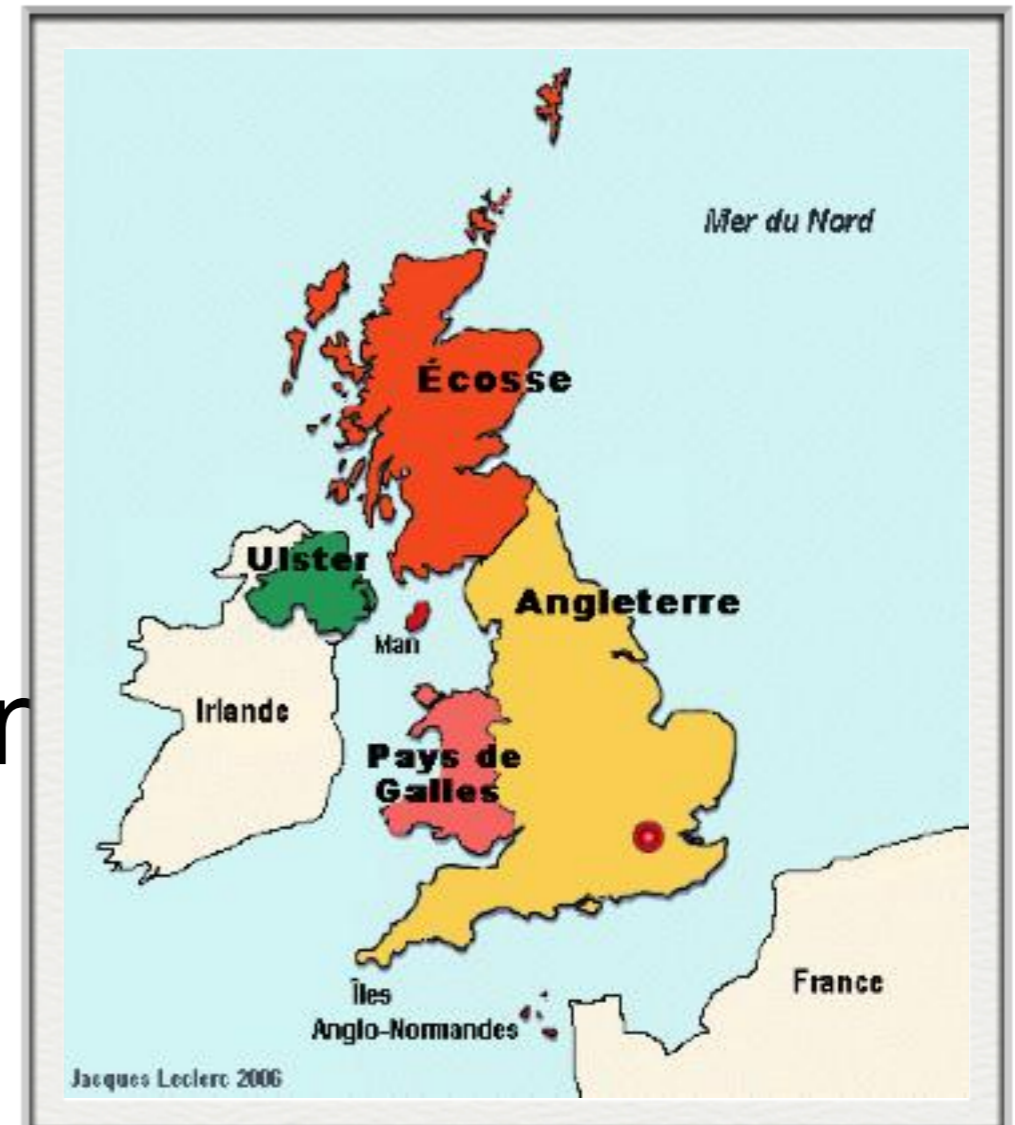 Mer du Nord
Écosse
Ulster
Angleterre
Man
Irlande
Pays de
Galles
France
Îles
Anglo-Normandes
Jacques Leclerc 2006